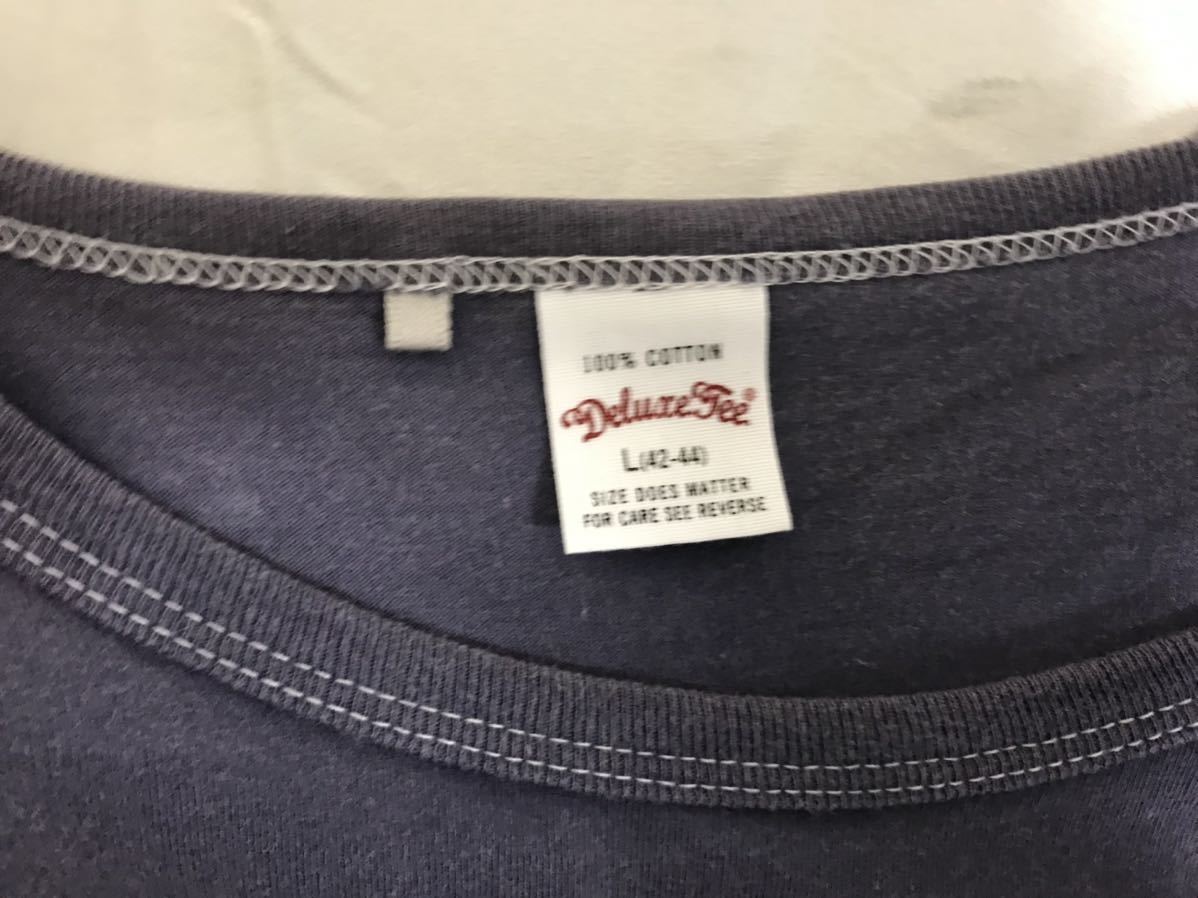 100% COTTON
DeluxeTee®
L(42-44)
SIZE DOES MATTER
FOR CARE SEE REVERSE